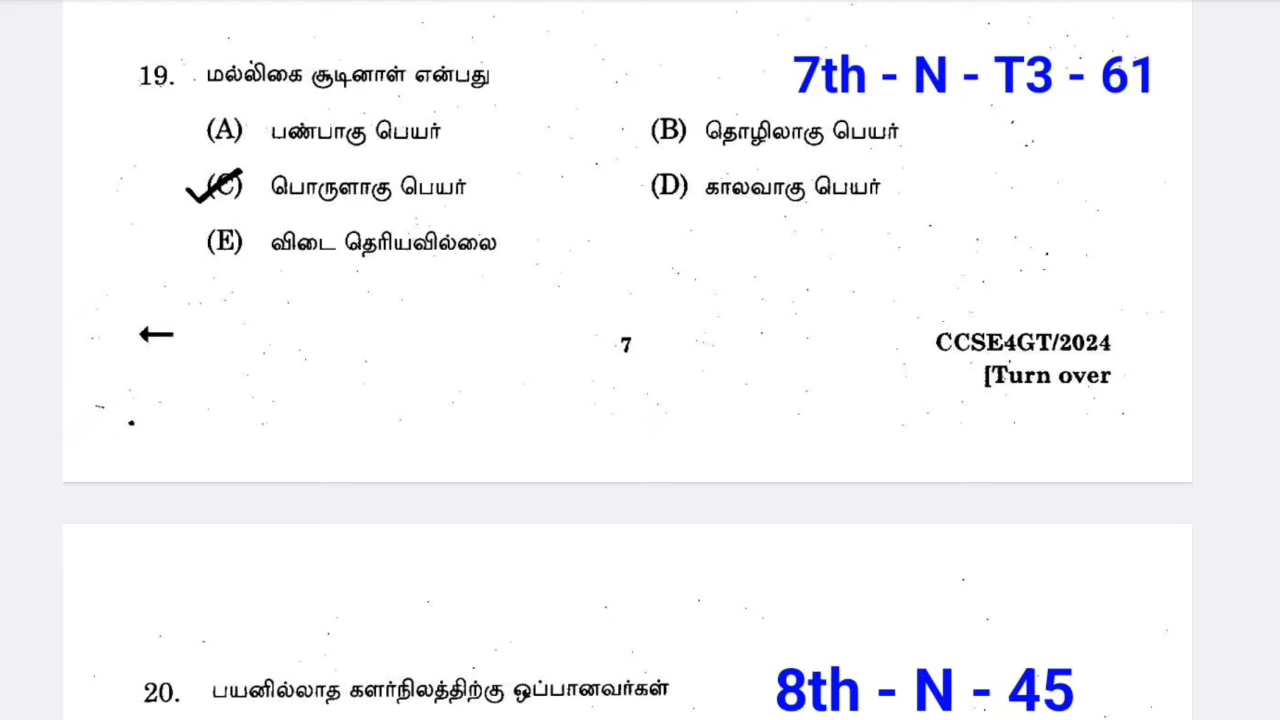 19. மல்லிகை சூடினாள் என்பது
7th - N - T3 - 61
(A) பண்பாகு பெயர்
(B) தொழிலாகு பெயர்
(C) பொருளாகு பெயர்
(D) காலவாகு பெயர்
(E) விடை தெரியவில்லை
7
CCSE4GT/2024
[Turn over
20. பயனில்லாத களர்நிலத்திற்கு ஒப்பானவர்கள்
8th - N - 45